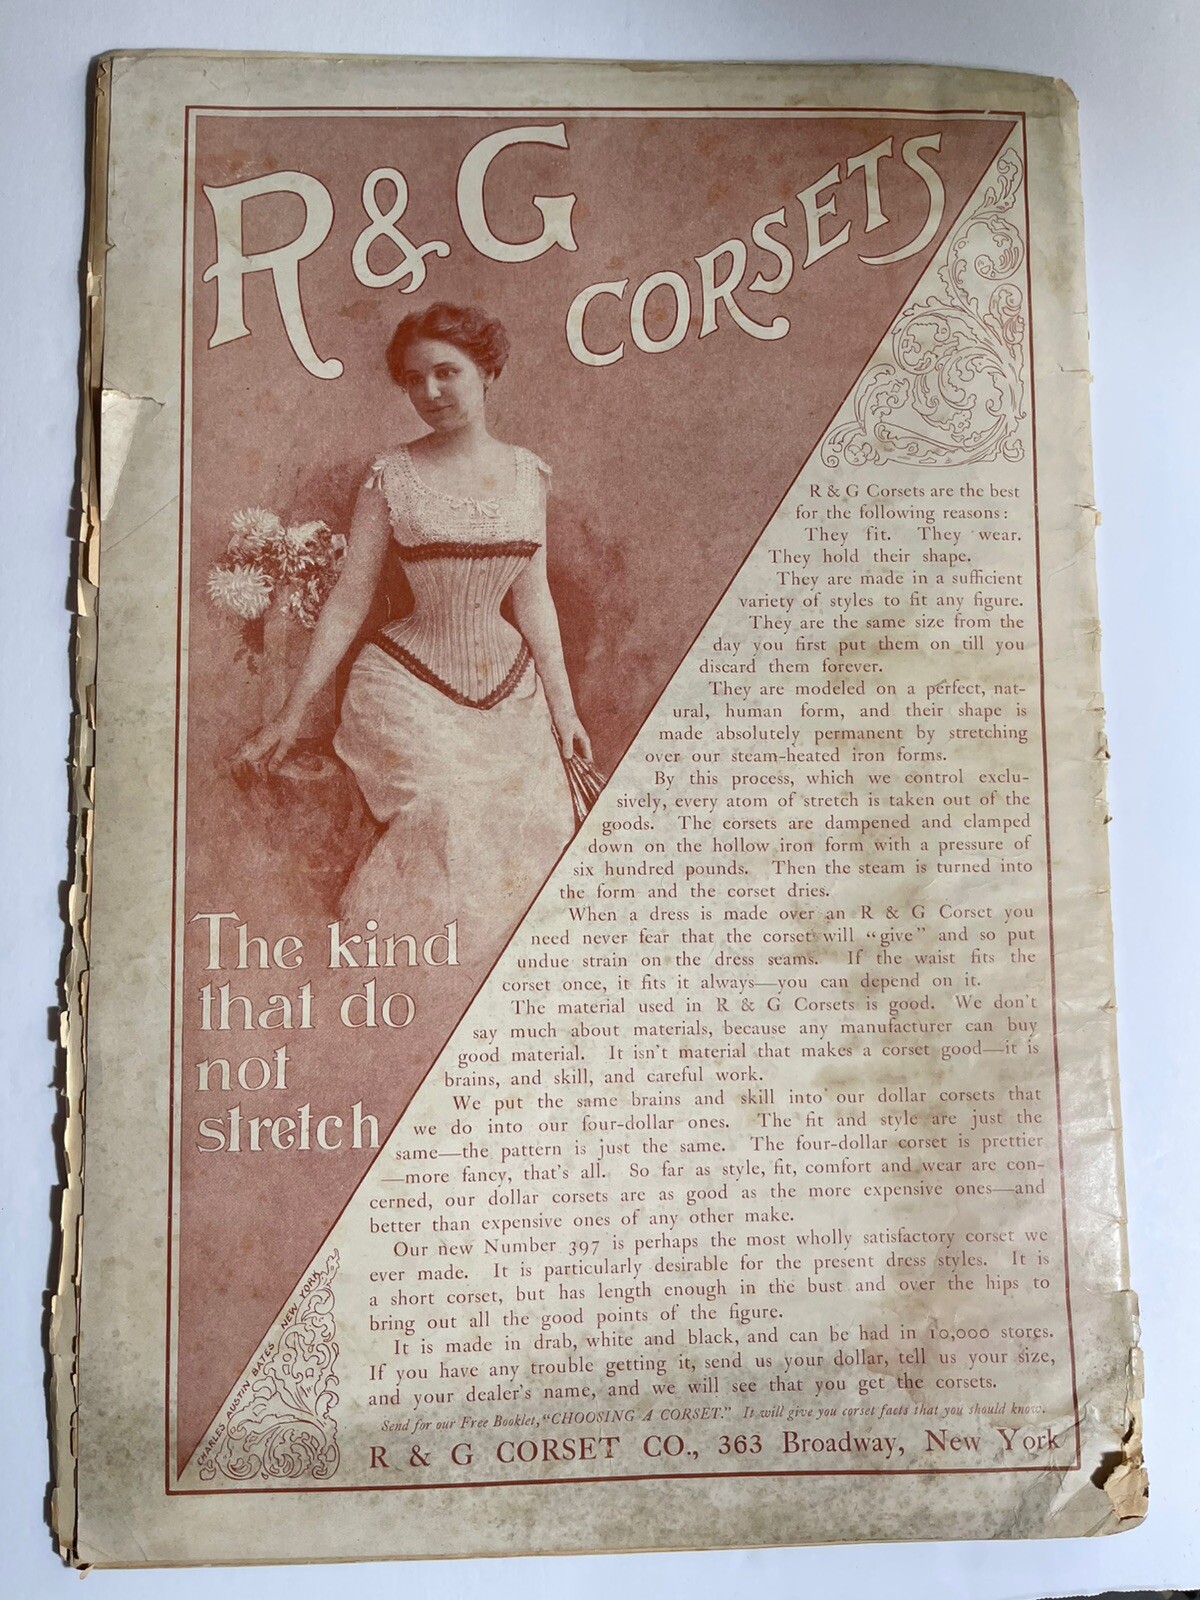 R & G
CORSETS
R & G Corsets are the best
for the following reasons:
They fit. They wear.
They hold their shape.
They are made in a sufficient
variety of styles to fit any figure.
They are the same size from the
day you first put them on till you
discard them forever.
They are modeled on a perfect, nat-
ural, human form, and their shape is
made absolutely permanent by stretching
over our steam-heated iron forms.
By this process, which we control exclu-
sively, every atom of stretch is taken out of the
goods. The corsets are dampened and clamped
down on the hollow iron form with a pressure of
six hundred pounds. Then the steam is turned into
the form and the corset dries.
When a dress is made over an R & G Corset you
need never fear that the corset will "give" and so put
undue strain on the dress seams. If the waist fits the
corset once, it fits it always—you can depend on it.
The material used in R & G Corsets is good. We don't
say much about materials, because any manufacturer can buy
good material. It isn't material that makes a corset good—it is
brains, and skill, and careful work.
We put the same brains and skill into our dollar corsets that
we do into our four-dollar ones. The fit and style are just the
same—the pattern is just the same. The four-dollar corset is prettier
—more fancy, that's all. So far as style, fit, comfort and wear are con-
cerned, our dollar corsets are as good as the more expensive ones—and
better than expensive ones of any other make.
Our new Number 397 is perhaps the most wholly satisfactory corset we
ever made. It is particularly desirable for the present dress styles. It is
a short corset, but has length enough in the bust and over the hips to
bring out all the good points of the figure.
It is made in drab, white and black, and can be had in 10,000 stores.
If you have any trouble getting it, send us your dollar, tell us your size,
and your dealer's name, and we will see that you get the corsets.
Send for our Free Booklet, "CHOOSING A CORSET." It will give you corset facts that you should know.
R & G CORSET CO., 363 Broadway, New York
The kind
that do
not
stretch
CHARLES AUSTIN BATES NEW YORK